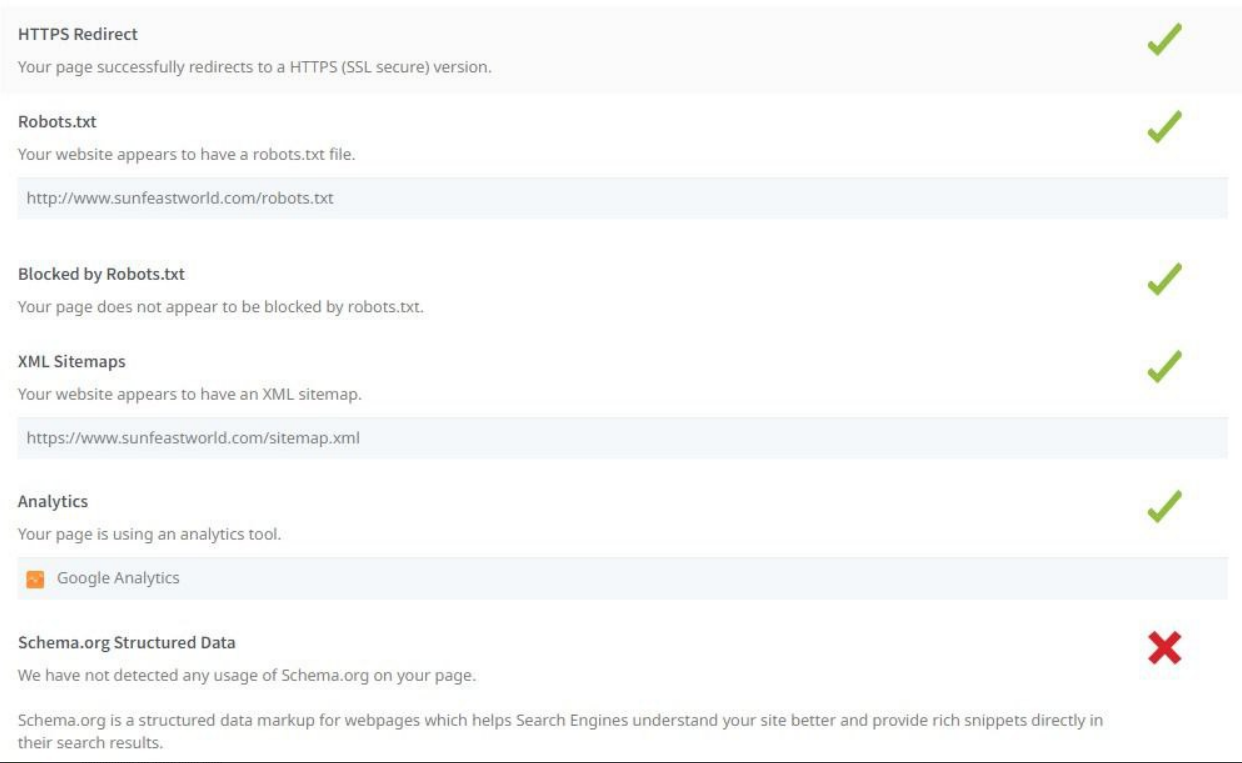 HTTPS Redirect
Your page successfully redirects to a HTTPS (SSL secure) version.
Robots.txt
Your website appears to have a robots.txt file.
http://www.sunfeastworld.com/robots.txt
Blocked by Robots.txt
Your page does not appear to be blocked by robots.txt.
XML Sitemaps
Your website appears to have an XML sitemap.
https://www.sunfeastworld.com/sitemap.xml
Analytics
Your page is using an analytics tool.
Google Analytics
Schema.org Structured Data
We have not detected any usage of Schema.org on your page.
Schema.org is a structured data markup for webpages which helps Search Engines understand your site better and provide rich snippets directly in
their search results.